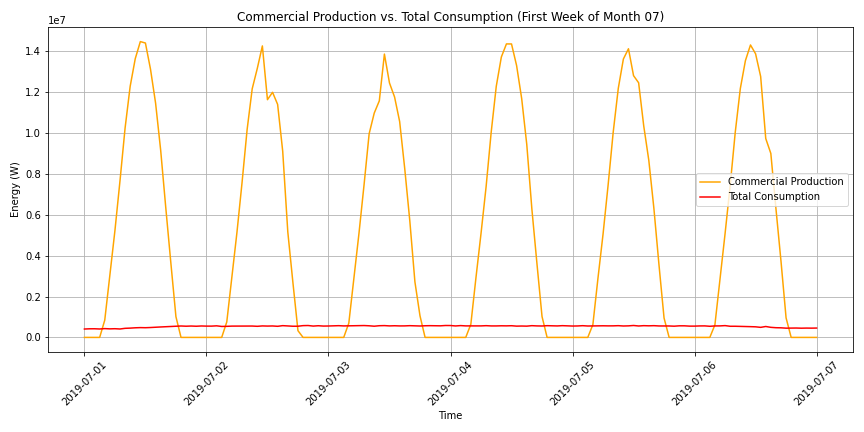 Commercial Production vs. Total Consumption (First Week of Month 07)
1e7
1.4
1.2
1.0
0.8
0.6
0.4
0.2
0.0
Energy (W)
Commercial Production
Total Consumption
2019-07-01
2019-07-02
2019-07-03
2019-07-04
2019-07-05
2019-07-06
2019-07-07
Time